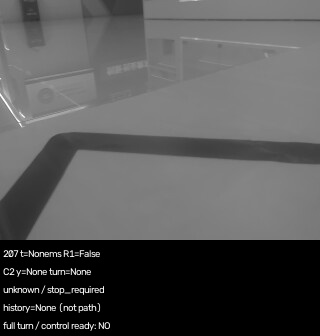 207 t=Nonems R1=False
C2 y=None turn=None
unknown / stop_required
history=None (not path)
full turn / control ready: NO